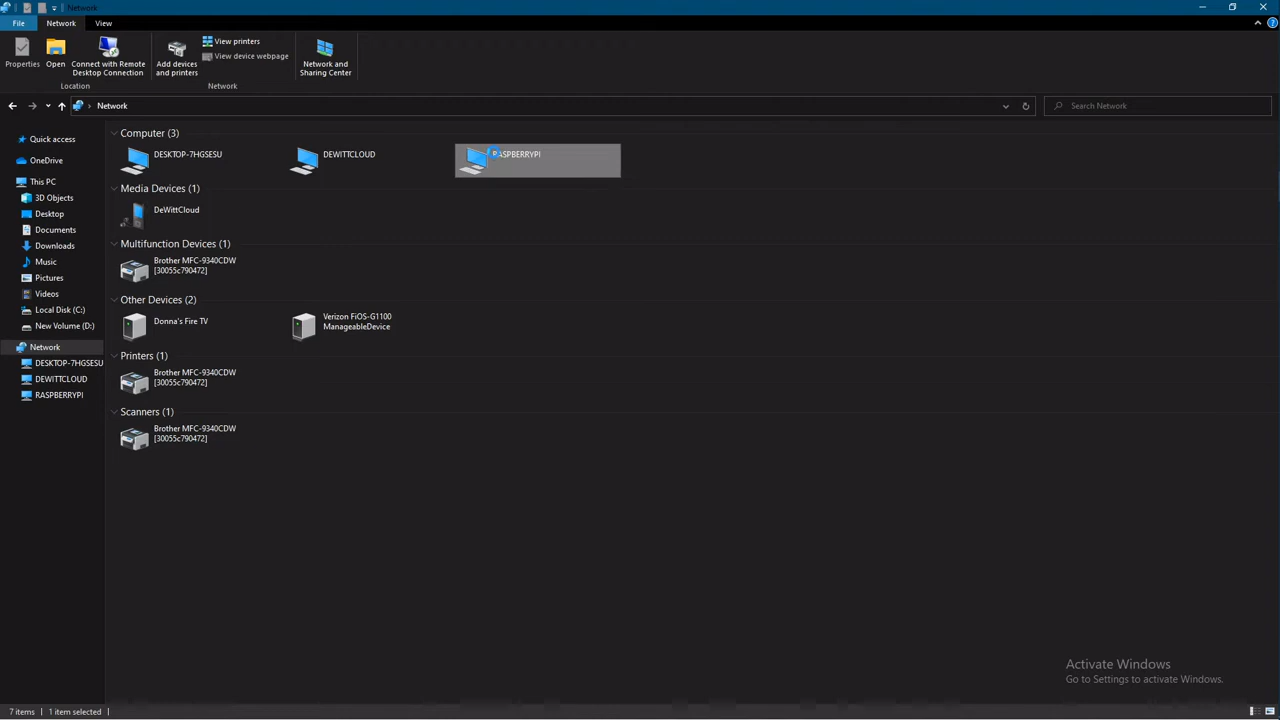 Network
File
Network
View
Properties
Open
Connect with Remote
Desktop Connection
Location
Add devices
and printers
View printers
View device webpage
Network
Network and
Sharing Center
Network
Search Network
Quick access
OneDrive
This PC
3D Objects
Desktop
Documents
Downloads
Music
Pictures
Videos
Local Disk (C:)
New Volume (D:)
Network
DESKTOP-7HGSESU
DEWITTCLOUD
RASPBERRYPI
Computer (3)
DESKTOP-7HGSESU
DEWITTCLOUD
RASPBERRYPI
Media Devices (1)
DeWittCloud
Multifunction Devices (1)
Brother MFC-9340CDW
[30055c790472]
Other Devices (2)
Donna's Fire TV
Verizon FiOS-G1100
ManageableDevice
Printers (1)
Brother MFC-9340CDW
[30055c790472]
Scanners (1)
Brother MFC-9340CDW
[30055c790472]
Activate Windows
Go to Settings to activate Windows.
7 items
1 item selected